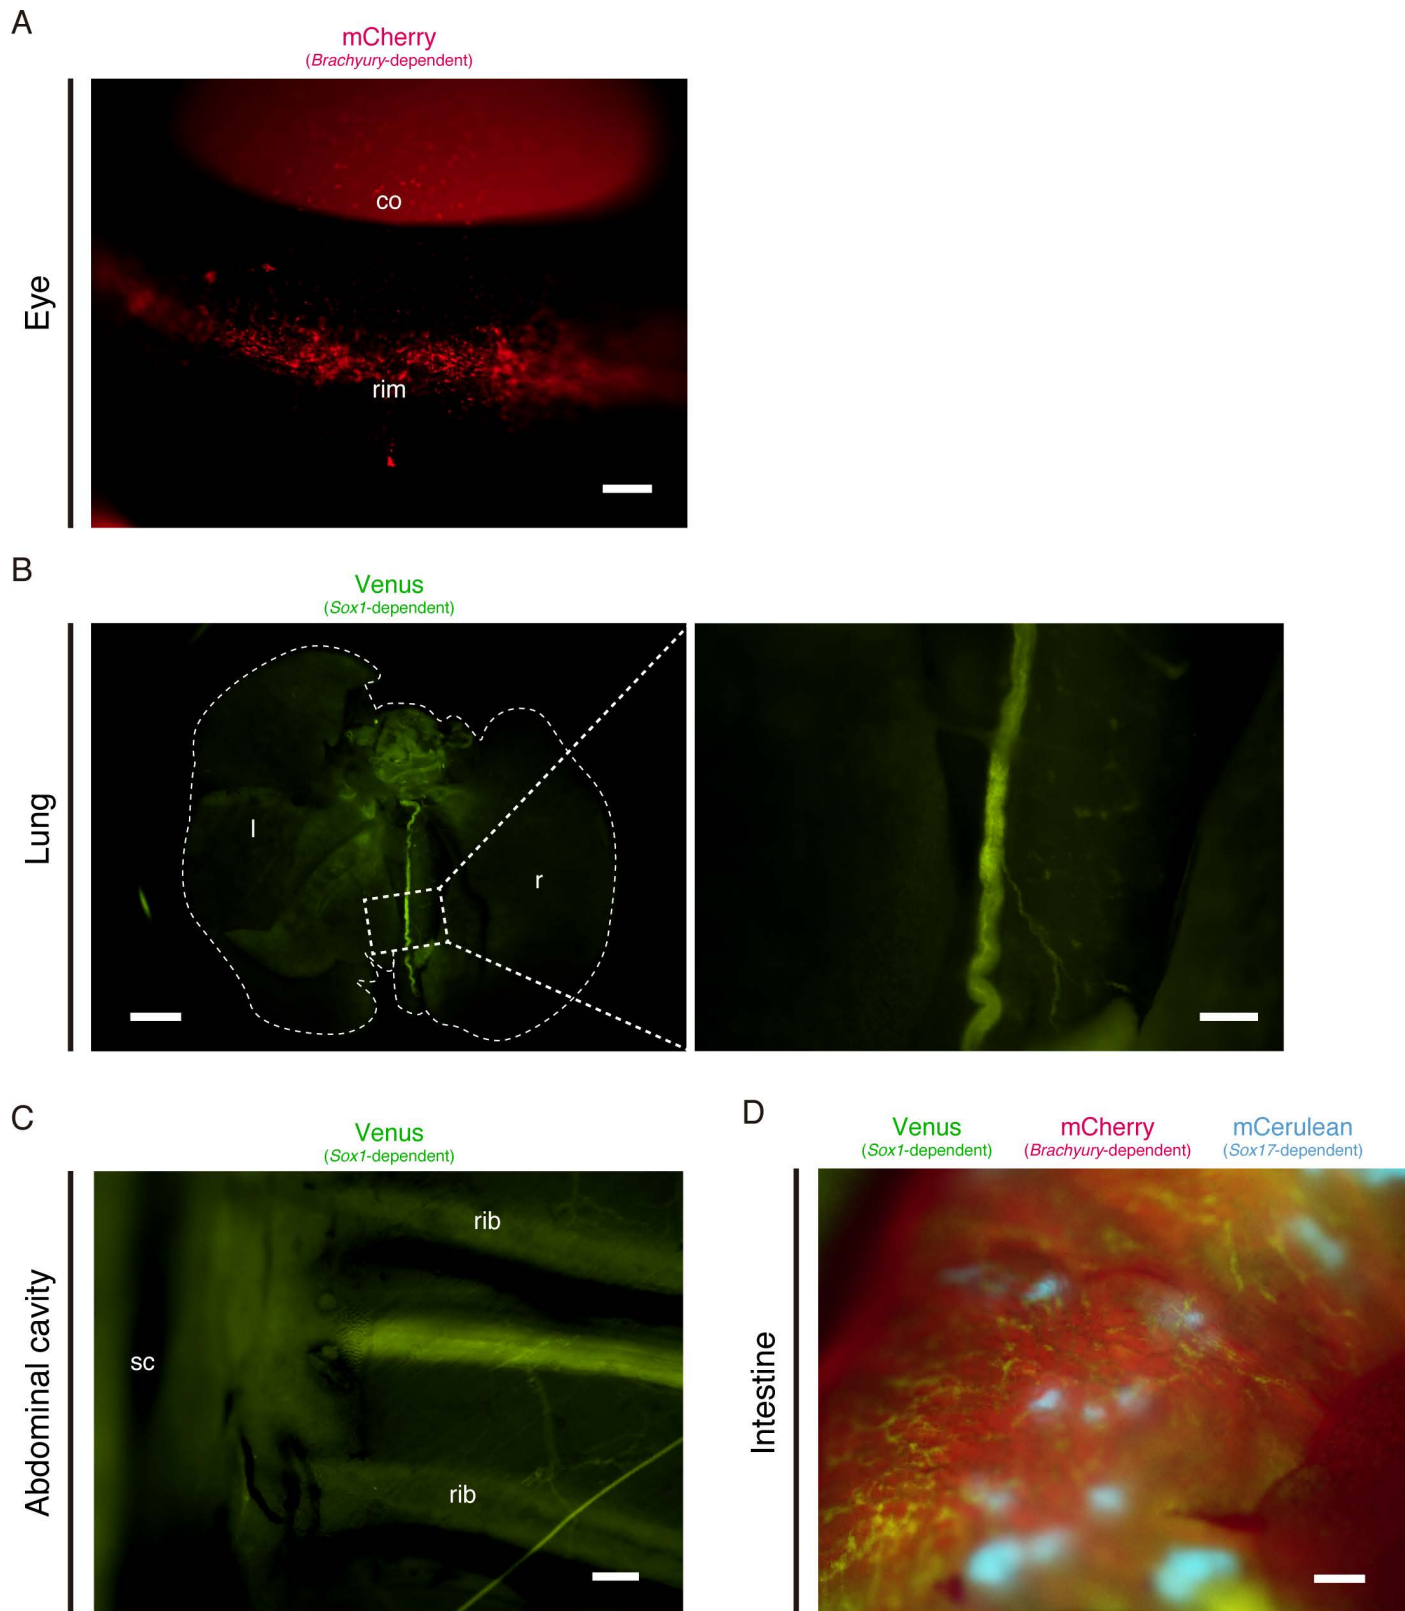 A
mCherry
(Brachyury-dependent)
Eye
co
rim
B
Venus
(Sox1-dependent)
Lung
l
r
C
Venus
(Sox1-dependent)
Abdominal cavity
rib
sc
rib
D
Venus mCherry mCerulean
(Sox1-dependent) (Brachyury-dependent) (Sox17-dependent)
Intestine